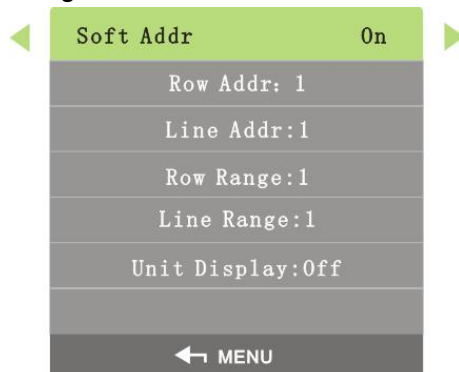 Soft Addr On
Row Addr: 1
Line Addr:1
Row Range:1
Line Range:1
Unit Display:Off
MENU